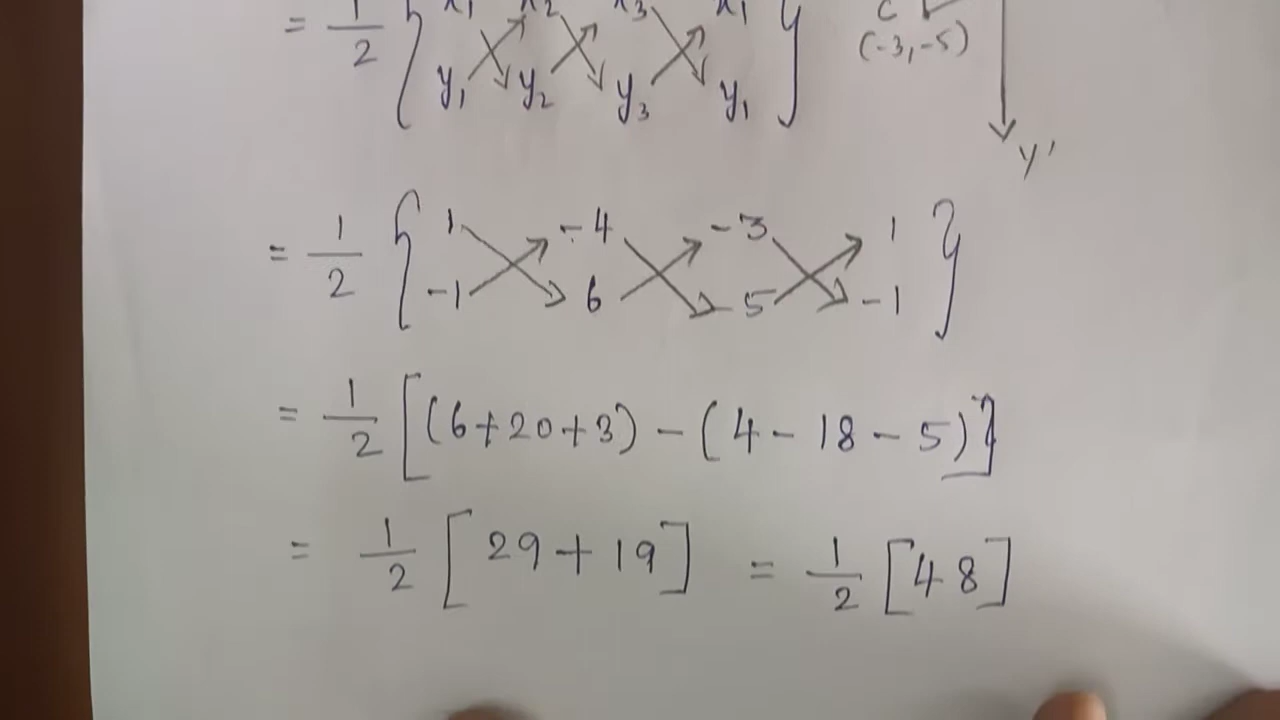 = 1/2 { x₁ x₂ x₃ x₁ }
y₁ y₂ y₃ y₁
C
(-3,-5)
y'
= 1/2 { 1 -4 -3 1 }
-1 6 -5 -1
= 1/2 [(6+20+3) - (4-18-5)]
= 1/2 [29+19] = 1/2 [48]